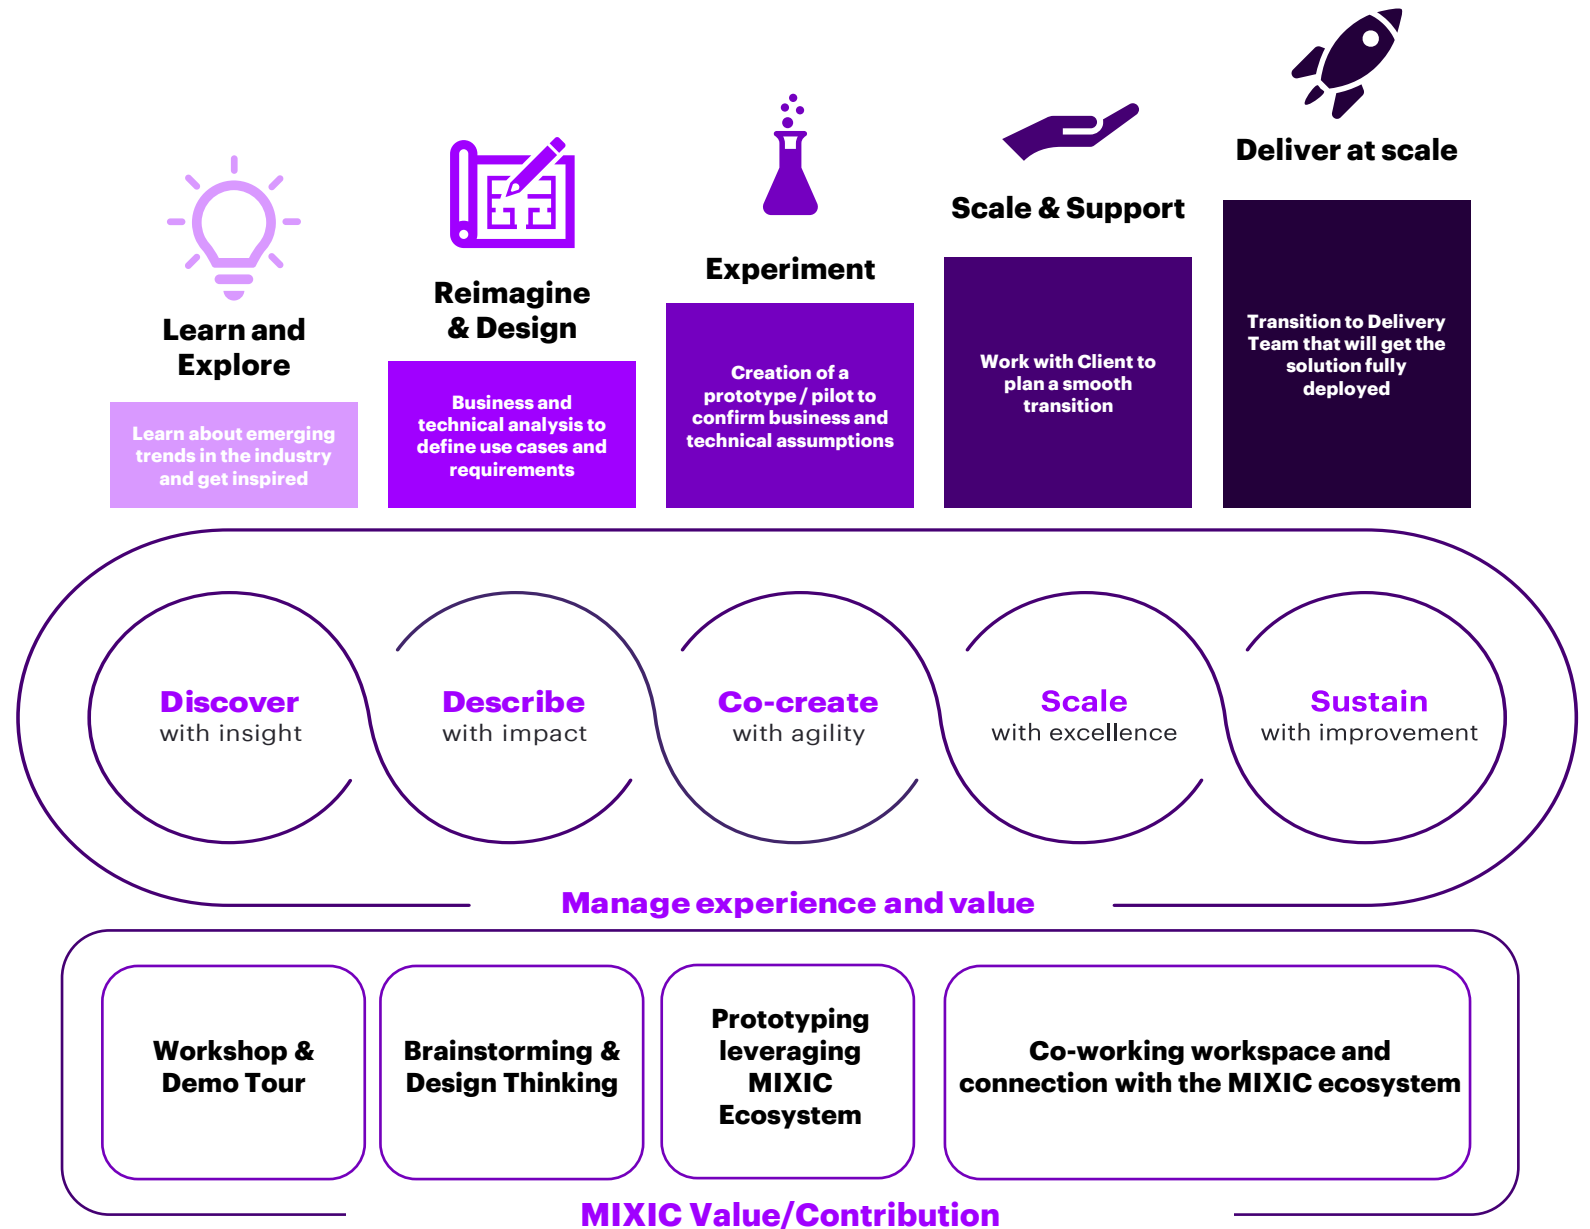 Learn and
Explore
Learn about emerging
trends in the industry
and get inspired
Reimagine
& Design
Business and
technical analysis to
define use cases and
requirements
Experiment
Creation of a
prototype / pilot to
confirm business and
technical assumptions
Scale & Support
Work with Client to
plan a smooth
transition
Deliver at scale
Transition to Delivery
Team that will get the
solution fully
deployed
Discover
with insight
Describe
with impact
Co-create
with agility
Scale
with excellence
Sustain
with improvement
Manage experience and value
Workshop &
Demo Tour
Brainstorming &
Design Thinking
Prototyping
leveraging
MIXIC
Ecosystem
Co-working workspace and
connection with the MIXIC ecosystem
MIXIC Value/Contribution